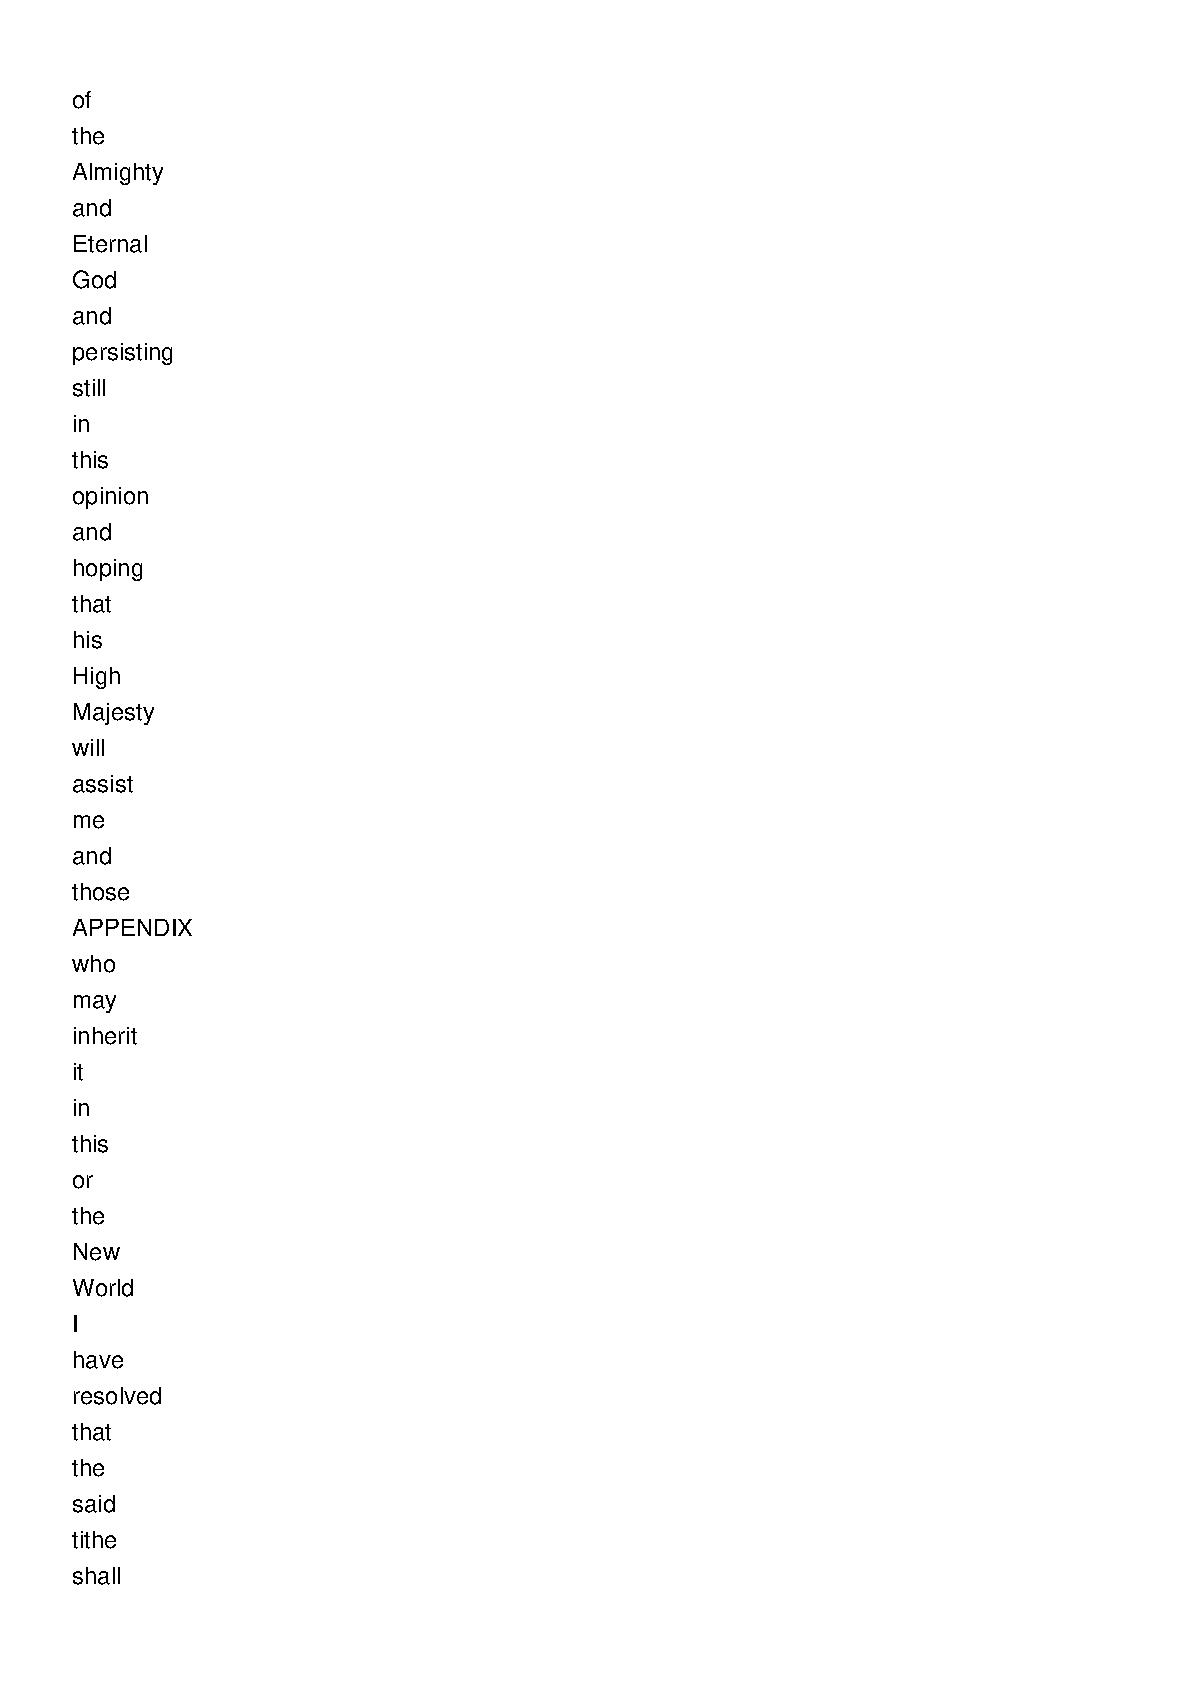 of
the
Almighty
and
Eternal
God
and
persisting
still
in
this
opinion
and
hoping
that
his
High
Majesty
will
assist
me
and
those
APPENDIX
who
may
inherit
it
in
this
or
the
New
World
I
have
resolved
that
the
said
tithe
shall